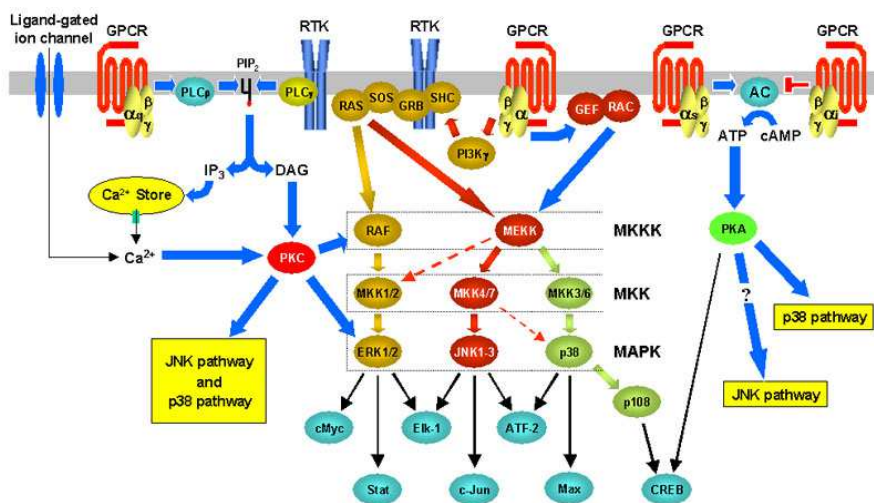 Ligand-gated
ion channel
GPCR
RTK
RTK
GPCR
GPCR
GPCR
PIP2
PLCβ
PLCγ
αq
β
γ
RAS
SOS
GRB
SHC
β
γ
αi
GEF
RAC
αs
β
γ
AC
β
γ
αi
PI3Kγ
ATP
cAMP
IP3
DAG
Ca2+ Store
Ca2+
PKC
RAF
MEKK
MKKK
PKA
MKK1/2
MKK4/7
MKK3/6
MKK
?
p38 pathway
ERK1/2
JNK1-3
p38
MAPK
JNK pathway
and
p38 pathway
JNK pathway
p108
cMyc
Elk-1
ATF-2
Stat
c-Jun
Max
CREB